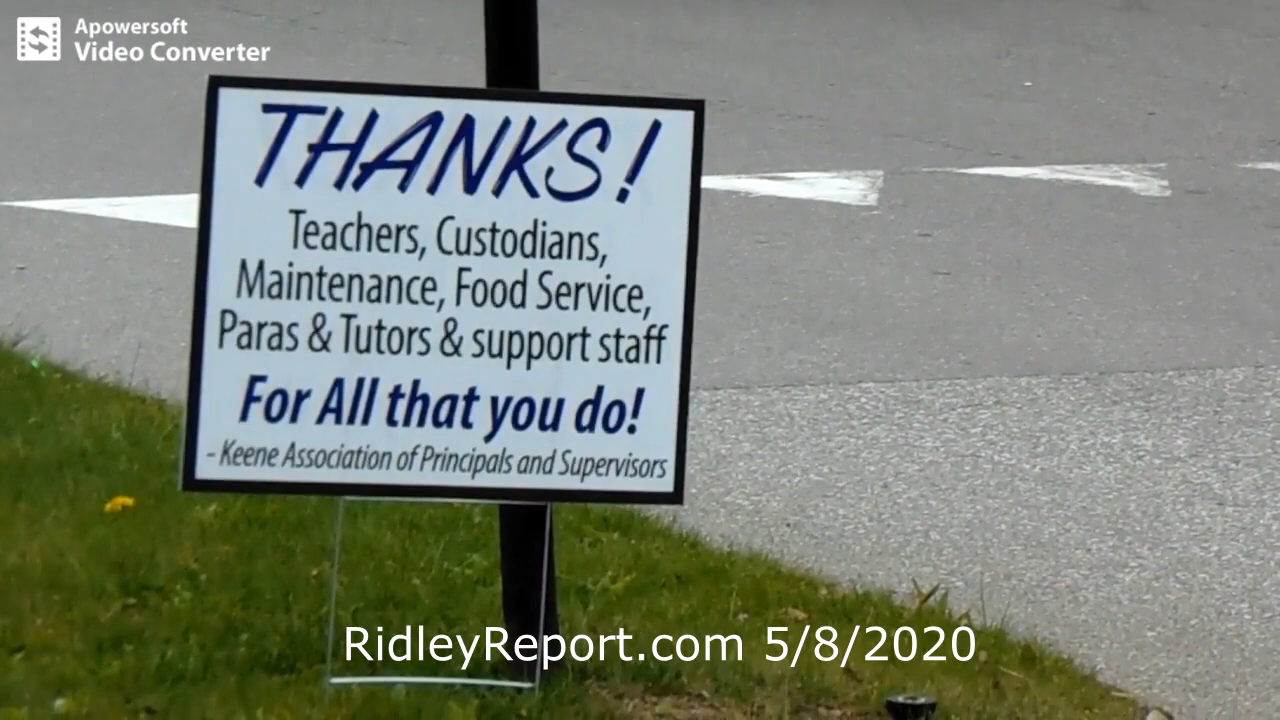 Apowersoft
Video Converter
THANKS!
Teachers, Custodians,
Maintenance, Food Service,
Paras & Tutors & support staff
For All that you do!
- Keene Association of Principals and Supervisors
RidleyReport.com 5/8/2020